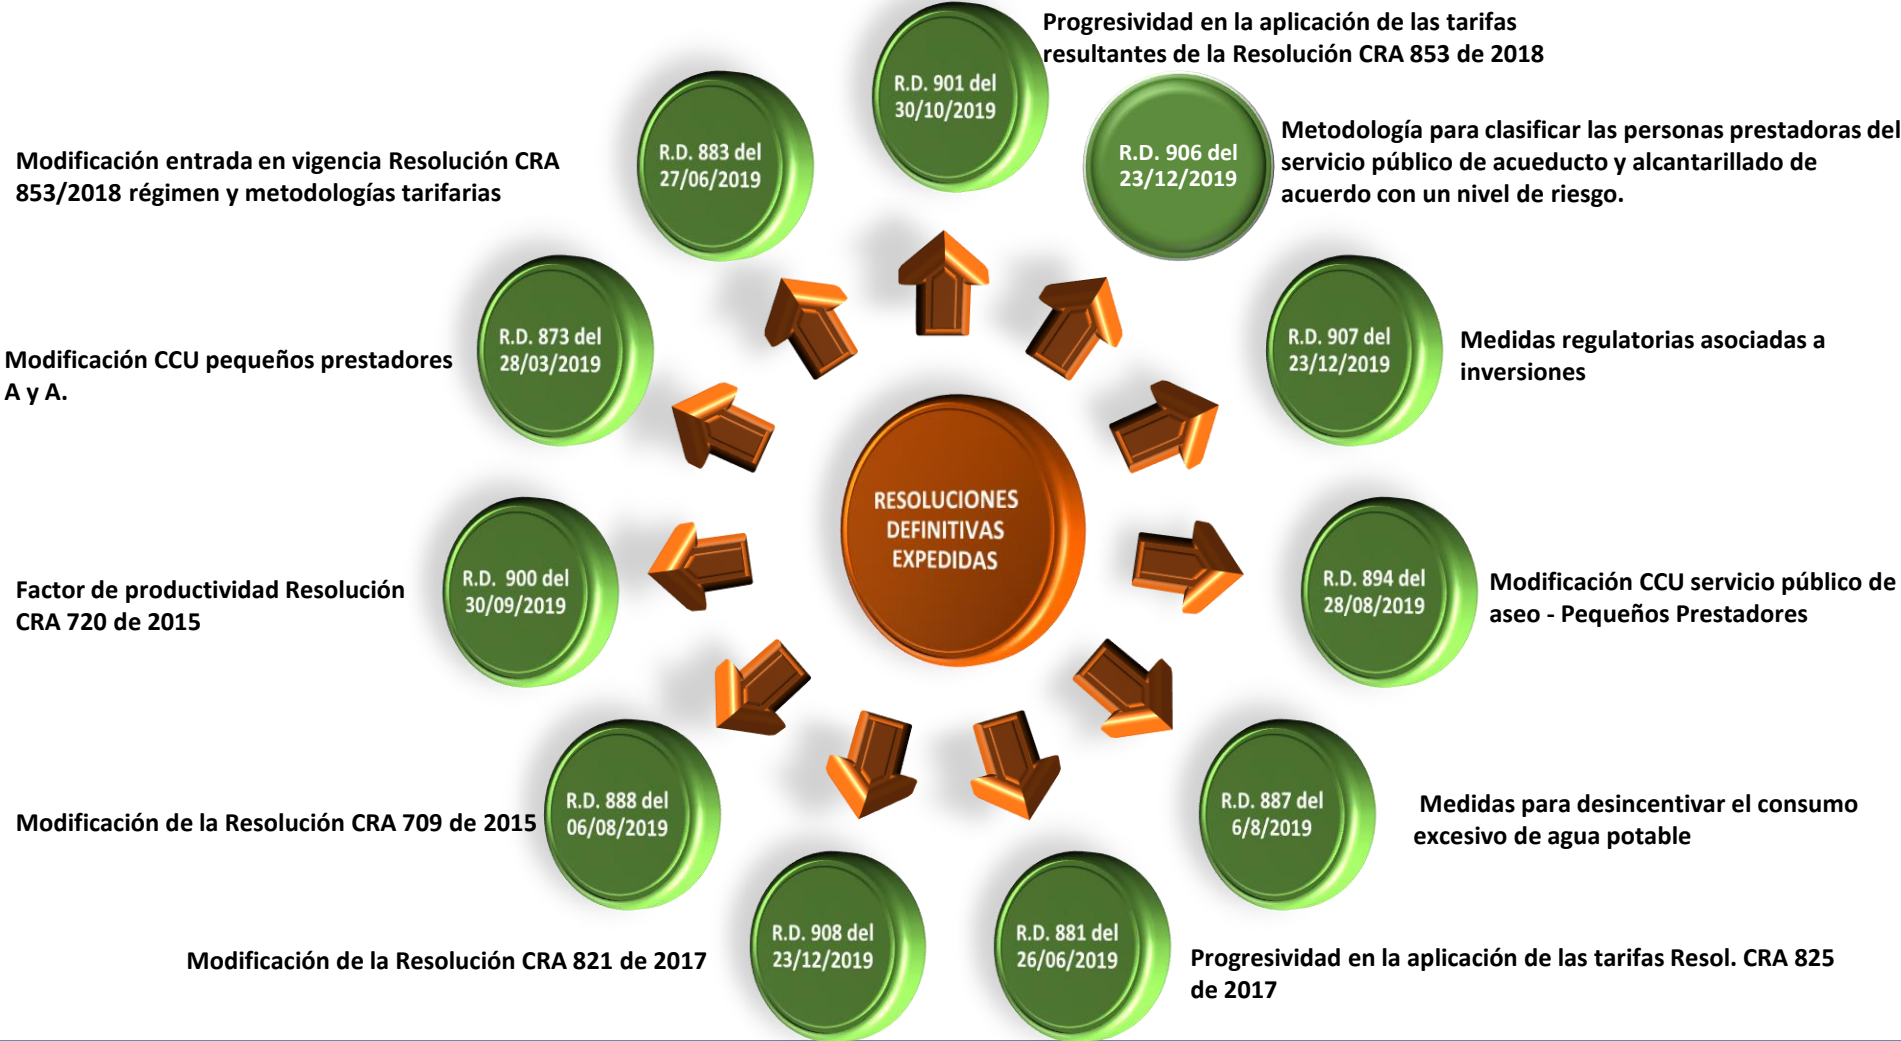 Progresividad en la aplicación de las tarifas
resultantes de la Resolución CRA 853 de 2018
R.D. 901 del
30/10/2019
Metodología para clasificar las personas prestadoras del
servicio público de acueducto y alcantarillado de
acuerdo con un nivel de riesgo.
R.D. 906 del
23/12/2019
Modificación entrada en vigencia Resolución CRA
853/2018 régimen y metodologías tarifarias
R.D. 883 del
27/06/2019
R.D. 907 del
23/12/2019
Medidas regulatorias asociadas a
inversiones
Modificación CCU pequeños prestadores
A y A.
R.D. 873 del
28/03/2019
RESOLUCIONES
DEFINITIVAS
EXPEDIDAS
R.D. 894 del
28/08/2019
Modificación CCU servicio público de
aseo - Pequeños Prestadores
Factor de productividad Resolución
CRA 720 de 2015
R.D. 900 del
30/09/2019
R.D. 887 del
6/8/2019
Medidas para desincentivar el consumo
excesivo de agua potable
Modificación de la Resolución CRA 709 de 2015
R.D. 888 del
06/08/2019
Modificación de la Resolución CRA 821 de 2017
R.D. 908 del
23/12/2019
R.D. 881 del
26/06/2019
Progresividad en la aplicación de las tarifas Resol. CRA 825
de 2017